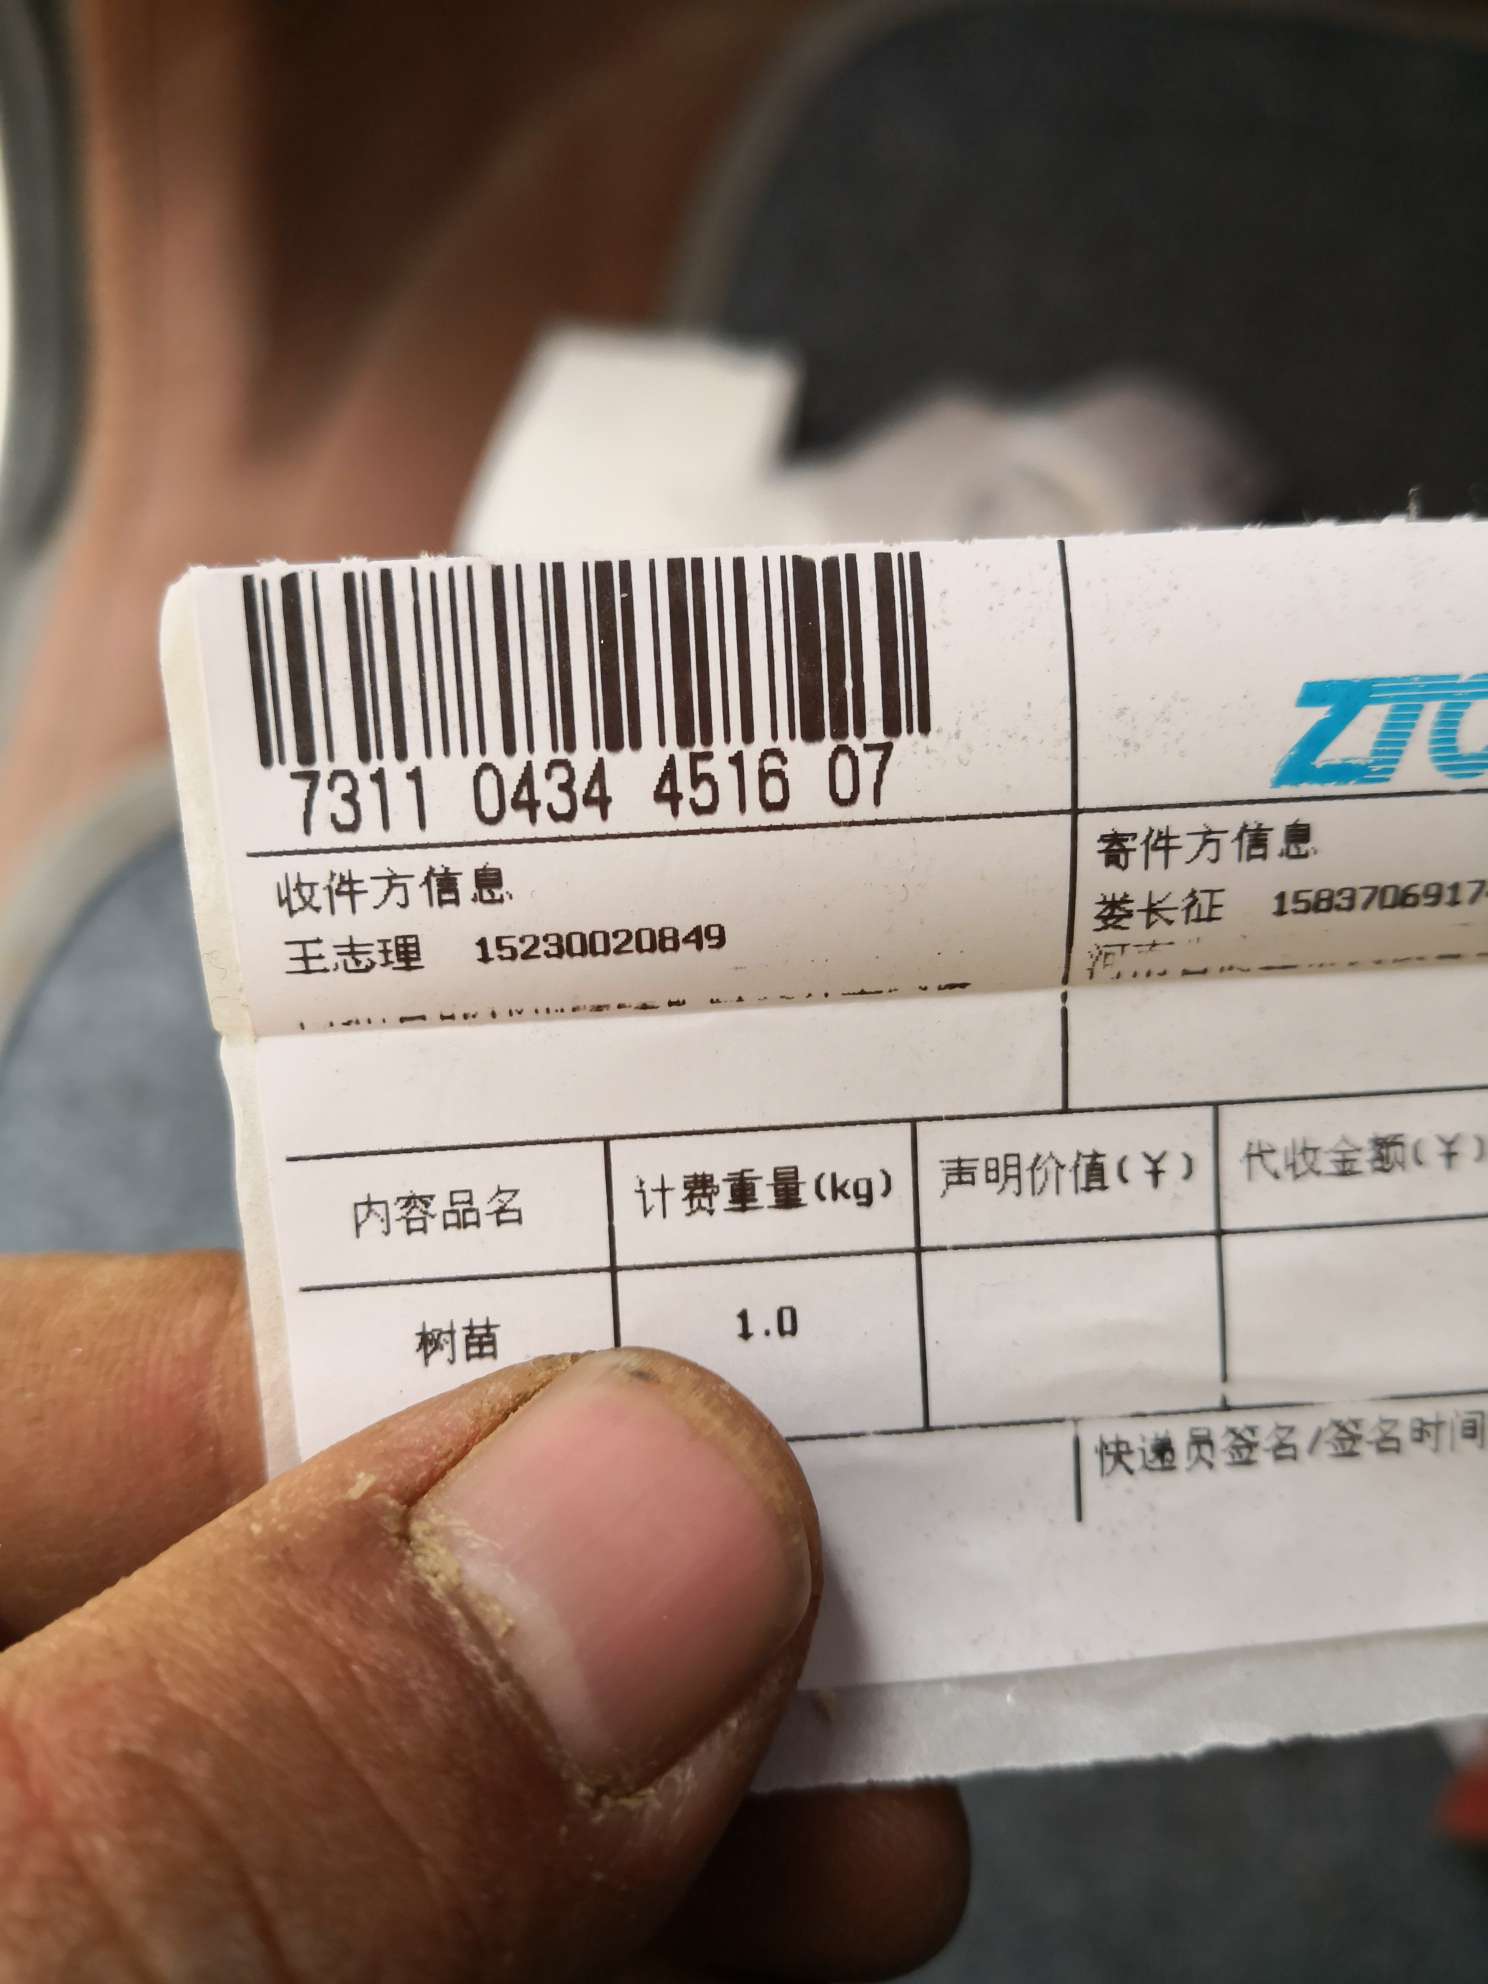 7311 0434 4516 07
ZTO
收件方信息
王志理 15230020849
寄件方信息
娄长征 1583706917
内容品名 计费重量(kg) 声明价值(￥) 代收金额(￥)
树苗 1.0
快递员签名/签名时间